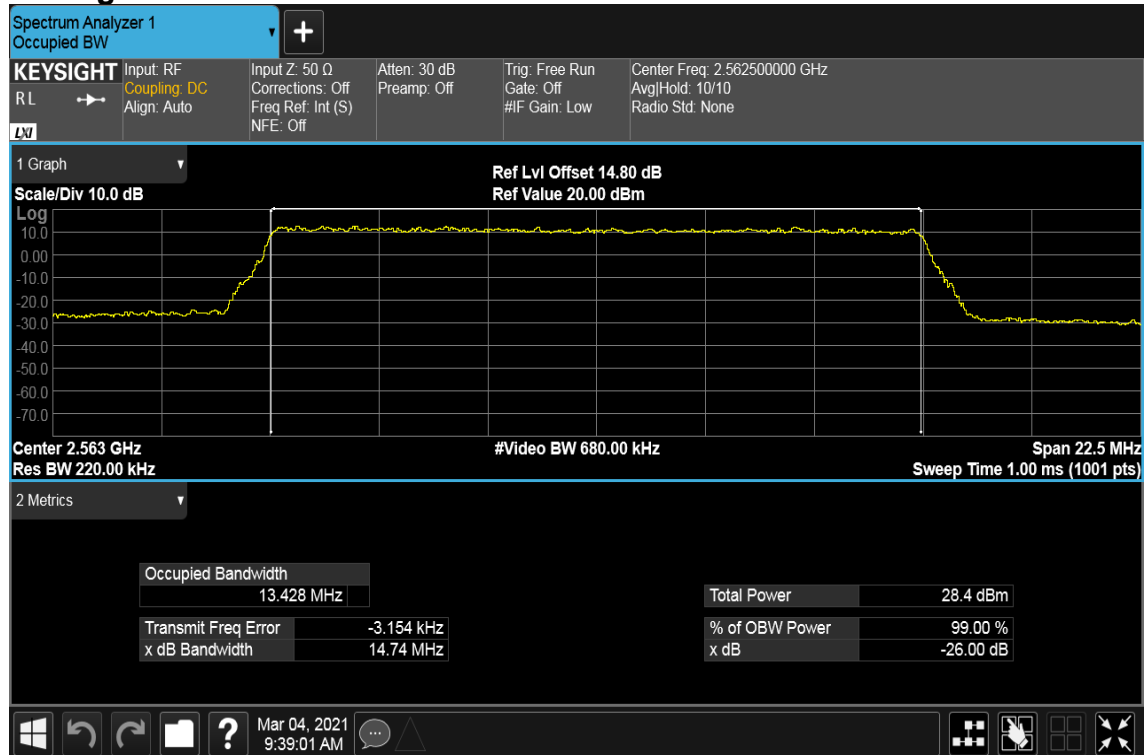 Spectrum Analyzer 1
Occupied BW
+
KEYSIGHT
R L
LXI
Input: RF
Coupling: DC
Align: Auto
Input Z: 50 Ω
Corrections: Off
Freq Ref: Int (S)
NFE: Off
Atten: 30 dB
Preamp: Off
Trig: Free Run
Gate: Off
#IF Gain: Low
Center Freq: 2.562500000 GHz
Avg|Hold: 10/10
Radio Std: None
1 Graph
Scale/Div 10.0 dB
Ref Lvl Offset 14.80 dB
Ref Value 20.00 dBm
Log
10.0
0.00
-10.0
-20.0
-30.0
-40.0
-50.0
-60.0
-70.0
Center 2.563 GHz
#Video BW 680.00 kHz
Span 22.5 MHz
Res BW 220.00 kHz
Sweep Time 1.00 ms (1001 pts)
2 Metrics
Occupied Bandwidth
13.428 MHz
Total Power 28.4 dBm
Transmit Freq Error -3.154 kHz
% of OBW Power 99.00 %
x dB Bandwidth 14.74 MHz
x dB -26.00 dB
?
Mar 04, 2021
9:39:01 AM